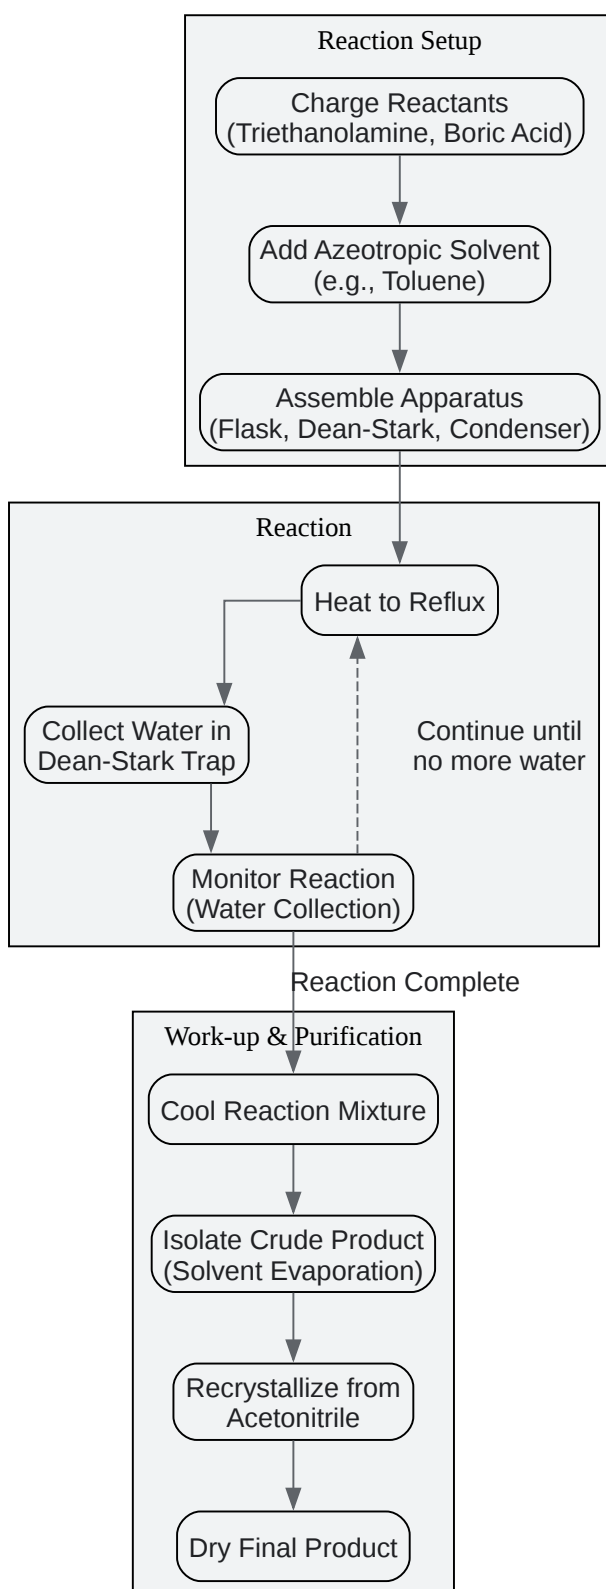 Reaction Setup
Charge Reactants
(Triethanolamine, Boric Acid)
Add Azeotropic Solvent
(e.g., Toluene)
Assemble Apparatus
(Flask, Dean-Stark, Condenser)
Reaction
Heat to Reflux
Collect Water in
Dean-Stark Trap
Continue until
no more water
Monitor Reaction
(Water Collection)
Reaction Complete
Work-up & Purification
Cool Reaction Mixture
Isolate Crude Product
(Solvent Evaporation)
Recrystallize from
Acetonitrile
Dry Final Product